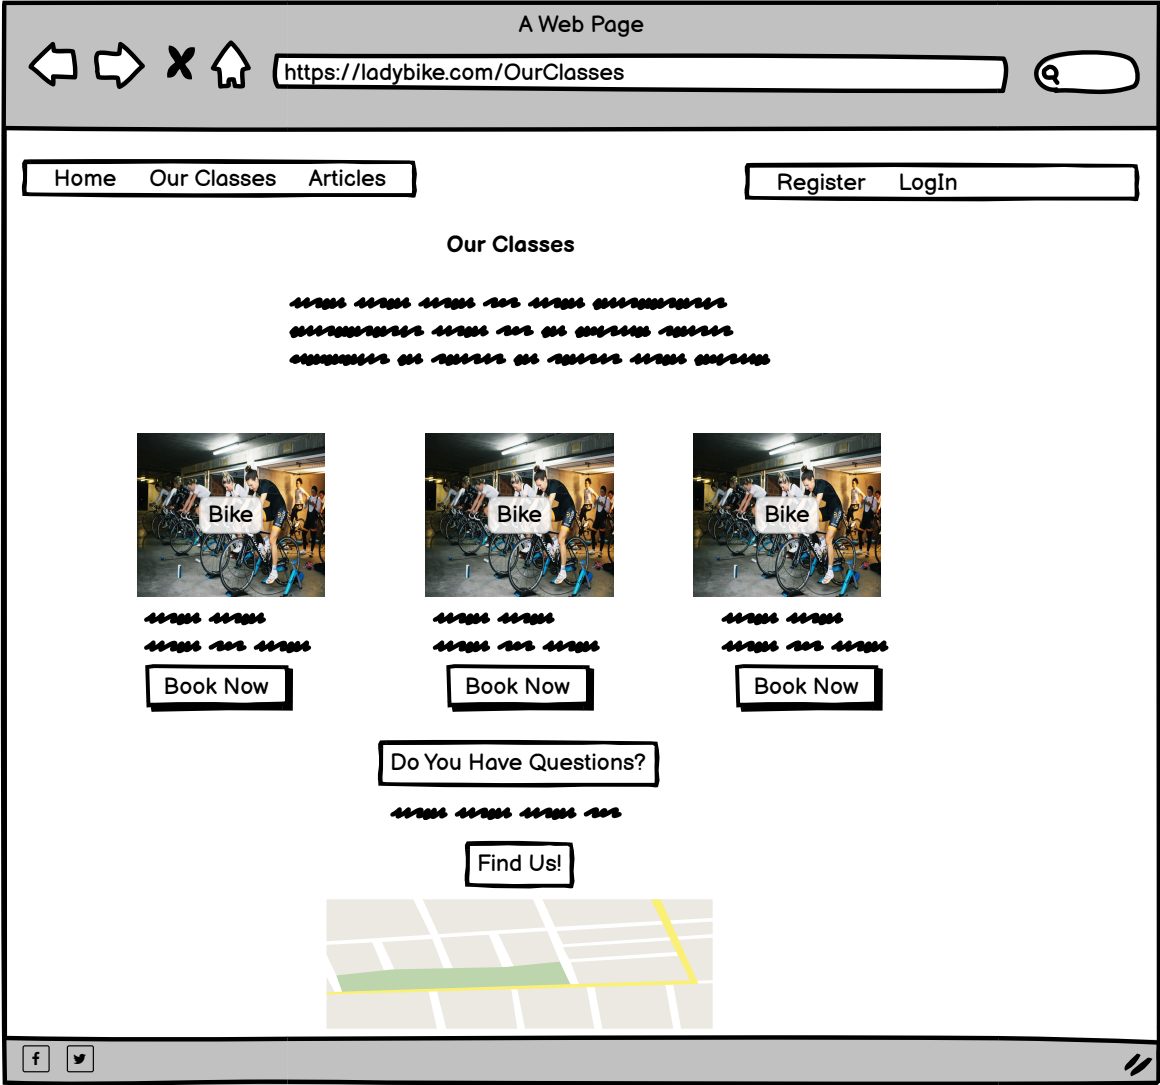 A Web Page
https://ladybike.com/OurClasses
Home Our Classes Articles
Register LogIn
Our Classes
Bike Bike Bike
Book Now Book Now Book Now
Do You Have Questions?
Find Us!